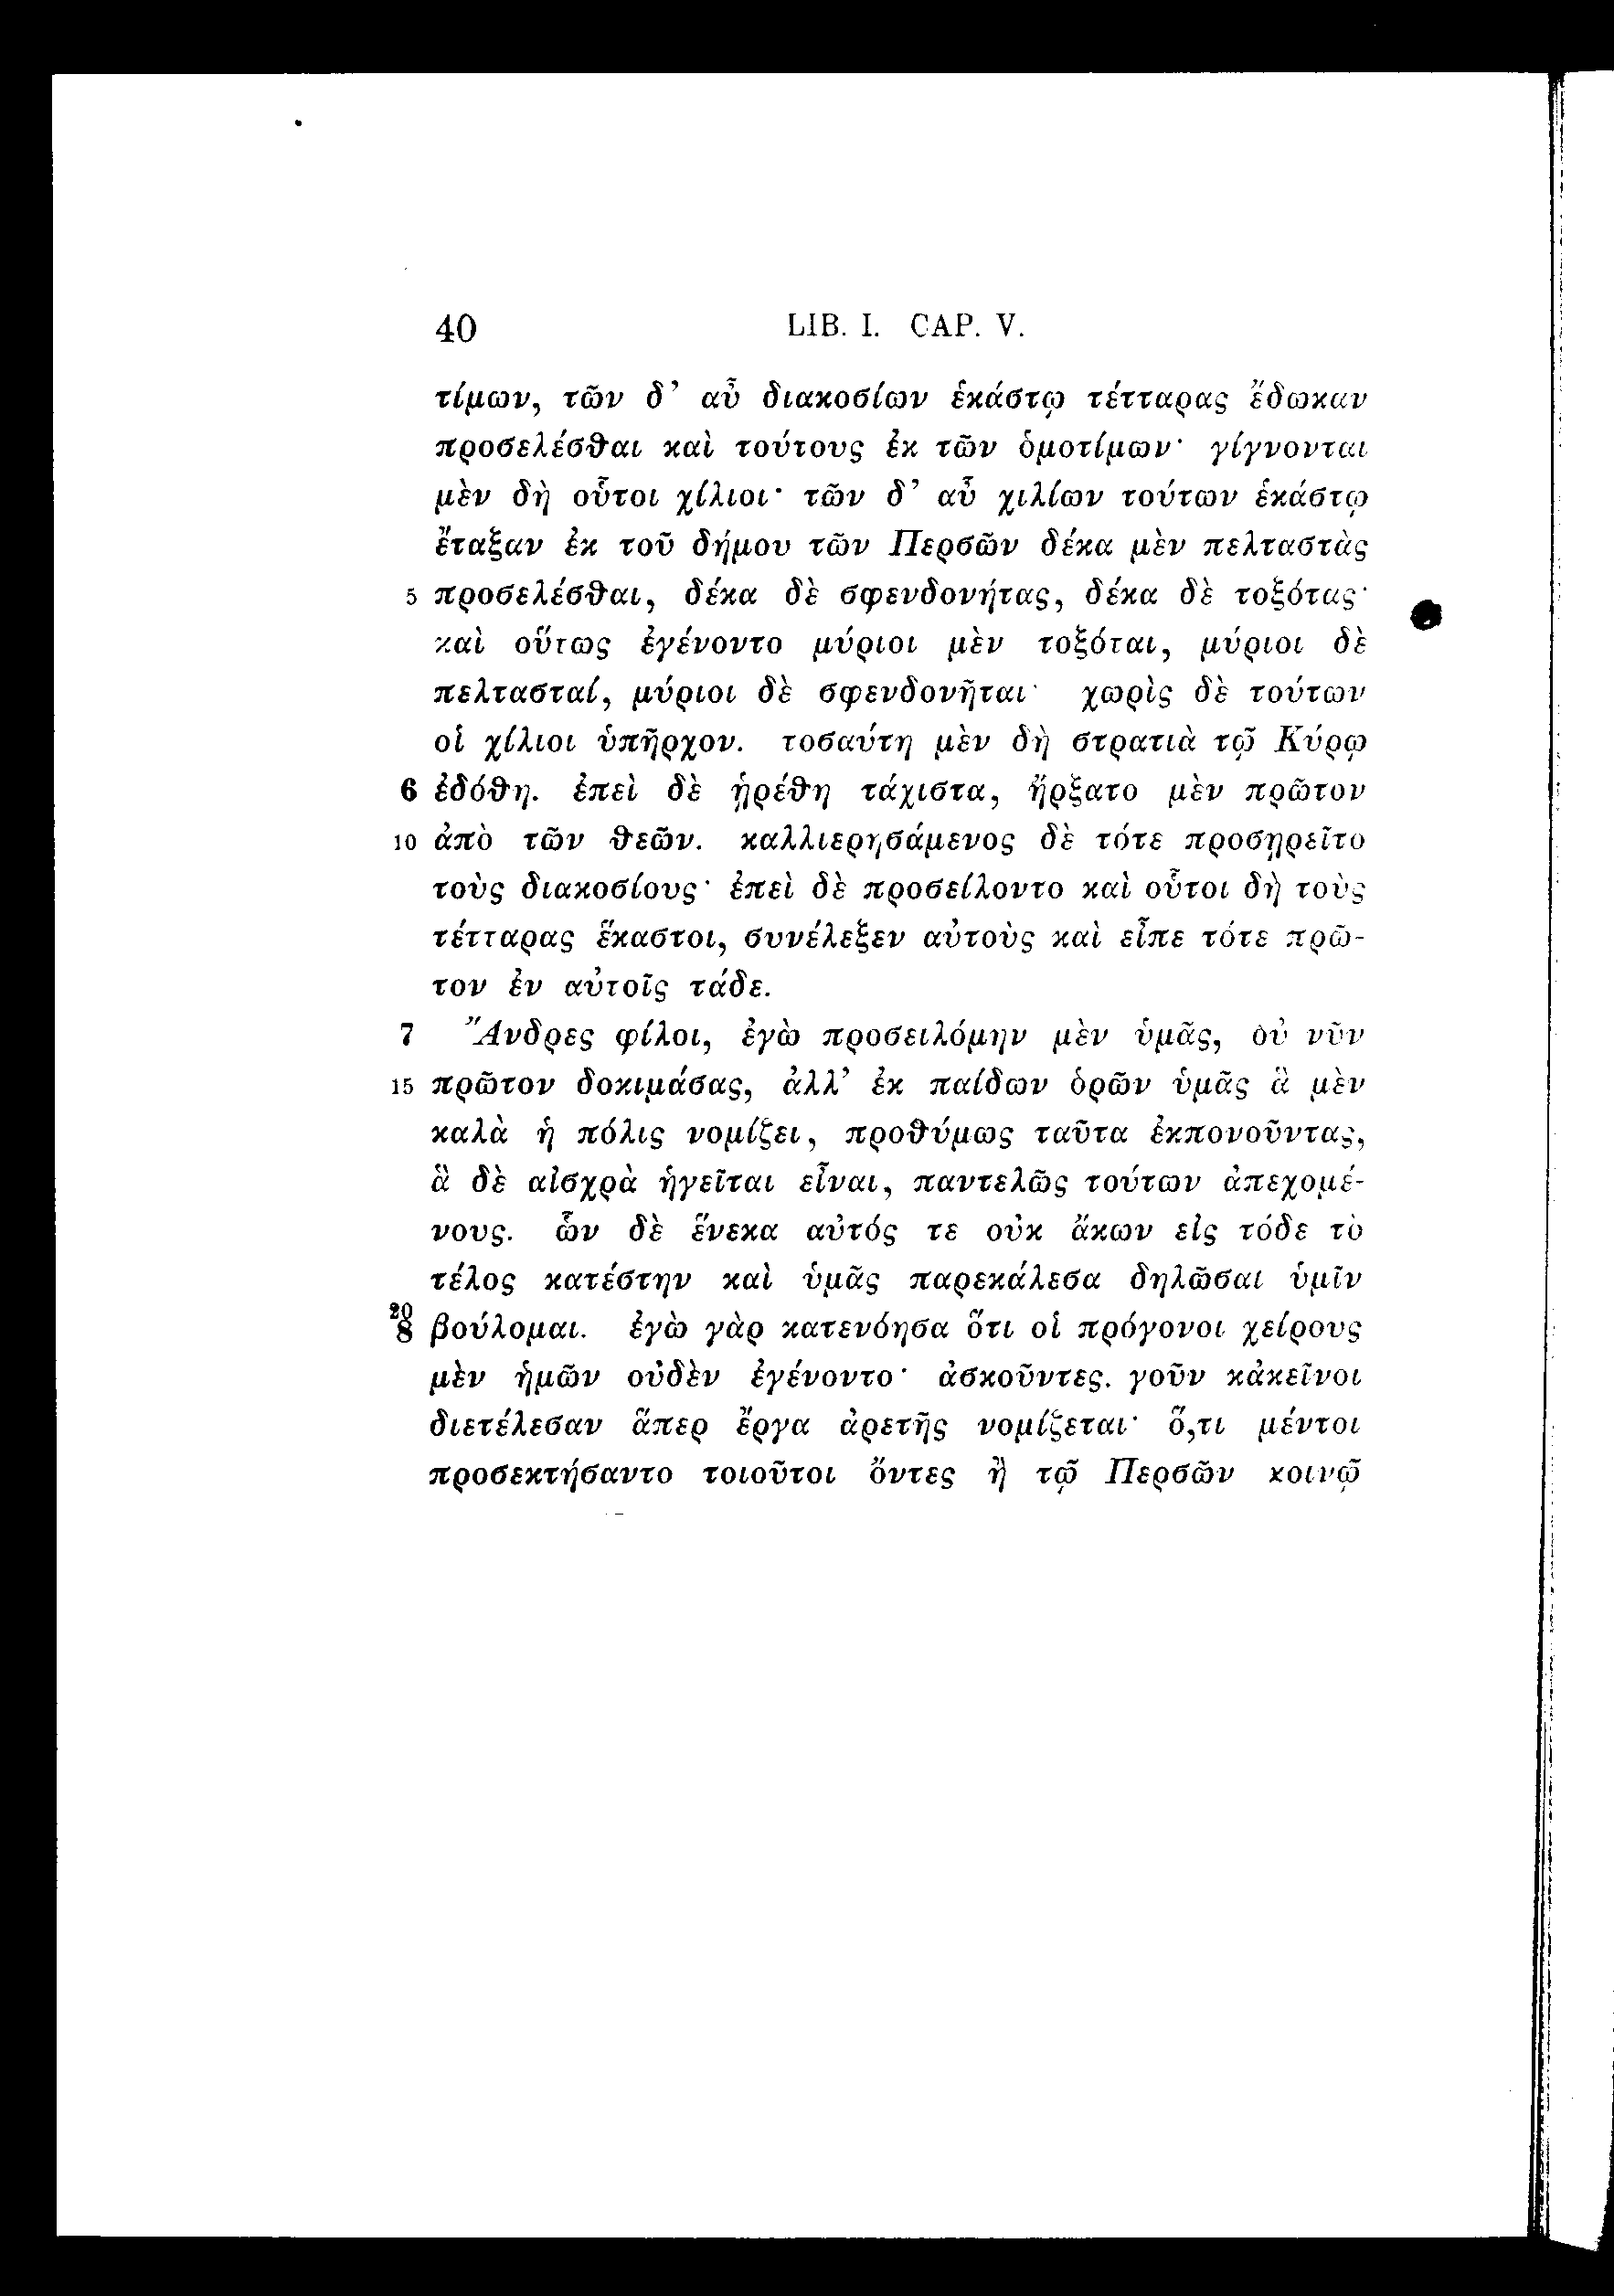 40 LIB. I. CAP. V.
τίμων, τῶν δ’ αὖ διακοσίων ἑκάστῳ τέτταρας ἔδωκαν
προσελέσθαι καὶ τούτους ἐκ τῶν ὁμοτίμων· γίγνονται
μὲν δὴ οὗτοι χίλιοι· τῶν δ’ αὖ χιλίων τούτων ἑκάστῳ
ἔταξαν ἐκ τοῦ δήμου τῶν Περσῶν δέκα μὲν πελταστὰς
5 προσελέσθαι, δέκα δὲ σφενδονήτας, δέκα δὲ τοξότας·
καὶ οὕτως ἐγένοντο μύριοι μὲν τοξόται, μύριοι δὲ
πελτασταί, μύριοι δὲ σφενδονῆται· χωρὶς δὲ τούτων
οἱ χίλιοι ὑπῆρχον. τοσαύτη μὲν δὴ στρατιὰ τῷ Κύρῳ
6 ἐδόθη. ἐπεὶ δὲ ᾑρέθη τάχιστα, ἤρξατο μὲν πρῶτον
10 ἀπὸ τῶν θεῶν. καλλιερησάμενος δὲ τότε προσῃρεῖτο
τοὺς διακοσίους· ἐπεὶ δὲ προσείλοντο καὶ οὗτοι δὴ τοὺς
τέτταρας ἕκαστοι, συνέλεξεν αὐτοὺς καὶ εἶπε τότε πρῶ-
τον ἐν αὐτοῖς τάδε.
7 Ἄνδρες φίλοι, ἐγὼ προσειλόμην μὲν ὑμᾶς, οὐ νῦν
15 πρῶτον δοκιμάσας, ἀλλ’ ἐκ παίδων ὁρῶν ὑμᾶς ἃ μὲν
καλὰ ἡ πόλις νομίζει, προθύμως ταῦτα ἐκπονοῦντας,
ἃ δὲ αἰσχρὰ ἡγεῖται εἶναι, παντελῶς τούτων ἀπεχομέ-
νους. ὧν δὲ ἕνεκα αὐτός τε οὐκ ἄκων εἰς τόδε τὸ
τέλος κατέστην καὶ ὑμᾶς παρεκάλεσα δηλῶσαι ὑμῖν
20 8 βούλομαι. ἐγὼ γὰρ κατενόησα ὅτι οἱ πρόγονοι χείρους
μὲν ἡμῶν οὐδὲν ἐγένοντο· ἀσκοῦντες. γοῦν κἀκεῖνοι
διετέλεσαν ἅπερ ἔργα ἀρετῆς νομίζεται· ὅ,τι μέντοι
προσεκτήσαντο τοιοῦτοι ὄντες ἢ τῷ Περσῶν κοινῷ